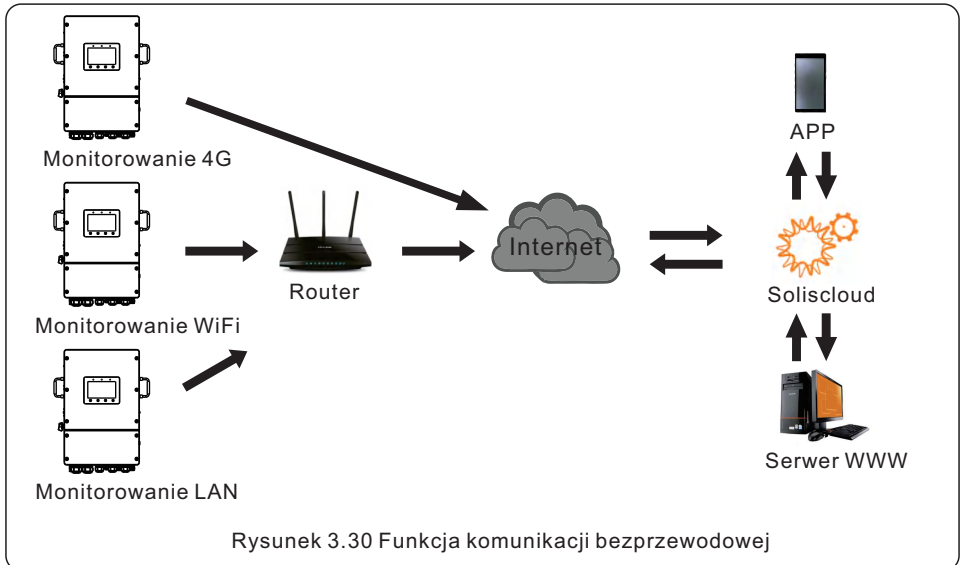 Monitorowanie 4G
Monitorowanie WiFi
Monitorowanie LAN
Router
Internet
APP
Soliscloud
Serwer WWW
Rysunek 3.30 Funkcja komunikacji bezprzewodowej